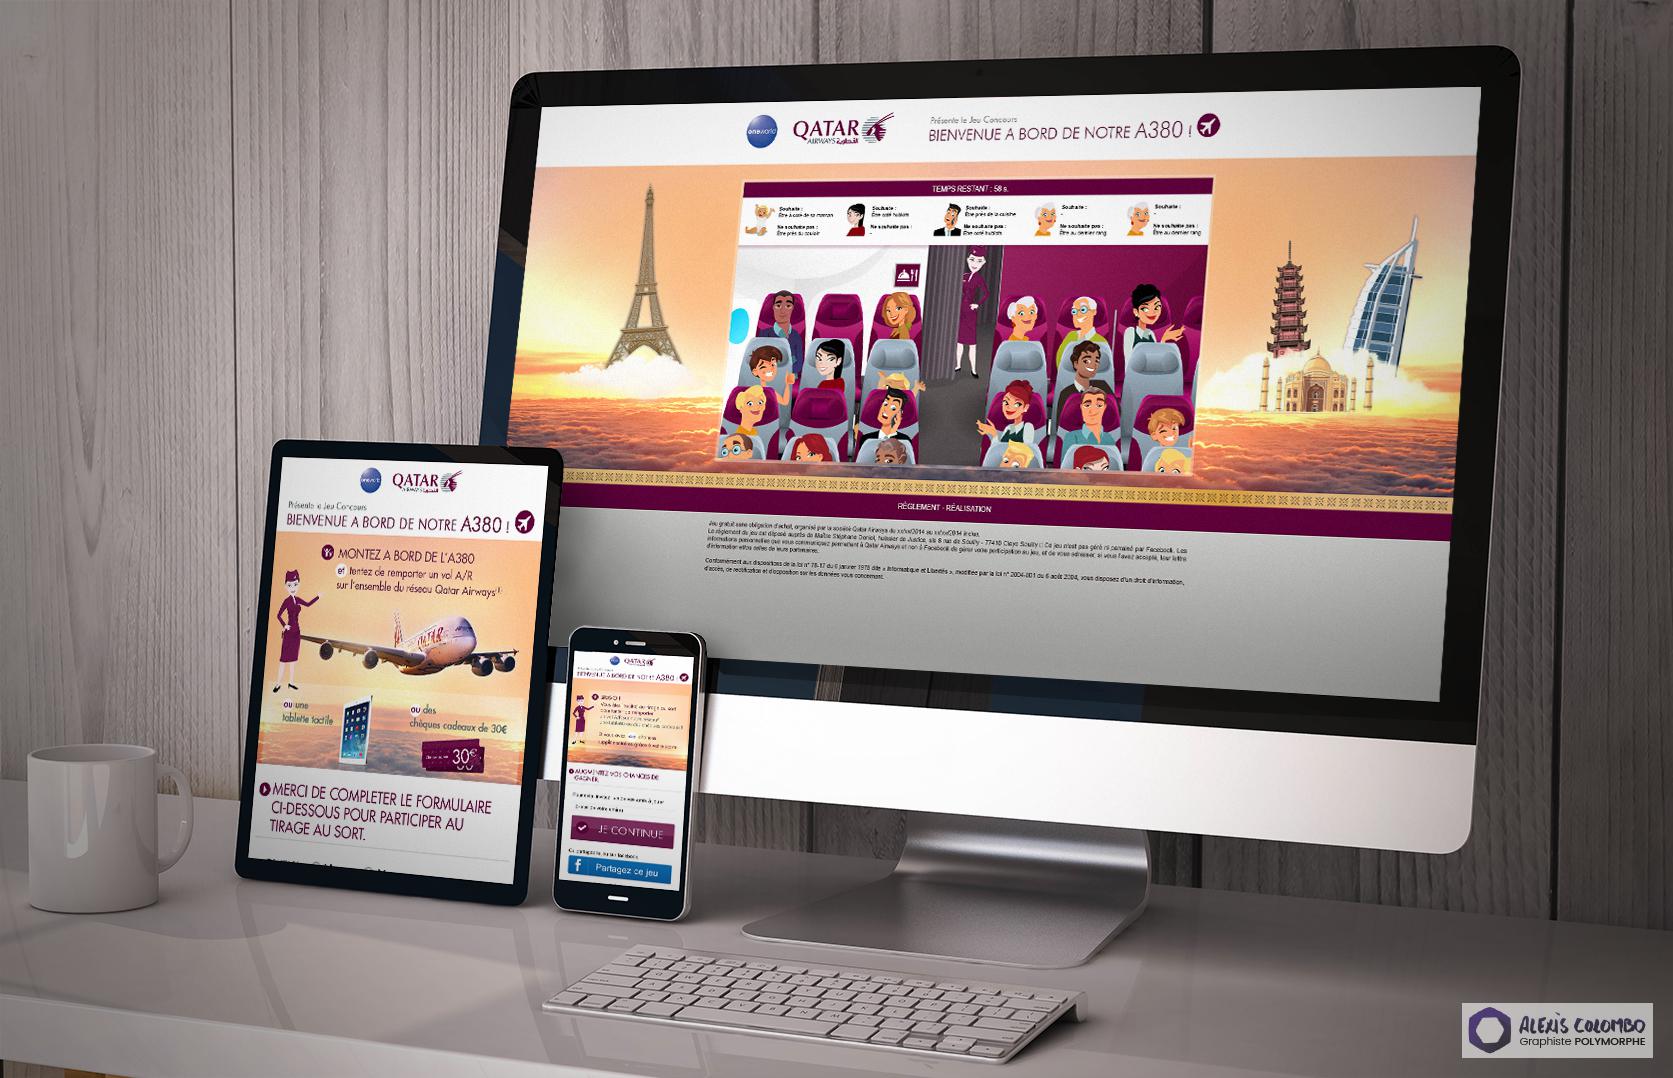 oneworld
QATAR
AIRWAYS القطرية
Présente le Jeu Concours
BIENVENUE A BORD DE NOTRE A380 !
TEMPS RESTANT : 58 s.
Souhaite :
Être à coté de sa maman
Ne souhaite pas :
Être près du couloir
Souhaite :
Être coté hublots
Ne souhaite pas :
-
Souhaite :
Être près de la cuisine
Ne souhaite pas :
Être coté hublots
Souhaite :
-
Ne souhaite pas :
Être au dernier rang
Souhaite :
-
Ne souhaite pas :
Être au dernier rang
RÈGLEMENT - RÉALISATION
Jeu gratuit sans obligation d'achat, organisé par la société Qatar Airways du xx/xx/2014 au xx/xx/2014 inclus.
Le règlement du jeu est déposé auprès de Maître Stéphane Doriol, huissier de Justice, sis 8 rue de Souilly - 77410 Claye Souilly Ce jeu n'est pas géré ni parrainé par Facebook. Les
informations personnelles que vous communiquez permettent à Qatar Airways et non à Facebook de gérer votre participation au jeu, et de vous adresser, si vous l'avez accepté, leur lettre
d'information et/ou celles de leurs partenaires.
Conformément aux dispositions de la loi n° 78-17 du 6 janvier 1978 dite « Informatique et Libertés », modifiée par la loi n° 2004-801 du 6 août 2004, vous disposez d'un droit d'information,
d'accès, de rectification et d'opposition sur les données vous concernant.
oneworld
QATAR
AIRWAYS القطرية
Présente le Jeu Concours
BIENVENUE A BORD DE NOTRE A380 !
MONTEZ A BORD DE L'A380
et tentez de remporter un vol A/R
sur l'ensemble du réseau Qatar Airways(1)
QATAR
ou une
tablette tactile
ou des
chèques cadeaux de 30€
30€
MERCI DE COMPLETER LE FORMULAIRE
CI-DESSOUS POUR PARTICIPER AU
TIRAGE AU SORT.
QATAR
BIENVENUE A BORD DE NOTRE A380 !
AUGMENTEZ VOS CHANCES DE
GAGNER.
JE CONTINUE
Partagez ce jeu
ALEXIS COLOMBO
Graphiste POLYMORPHE